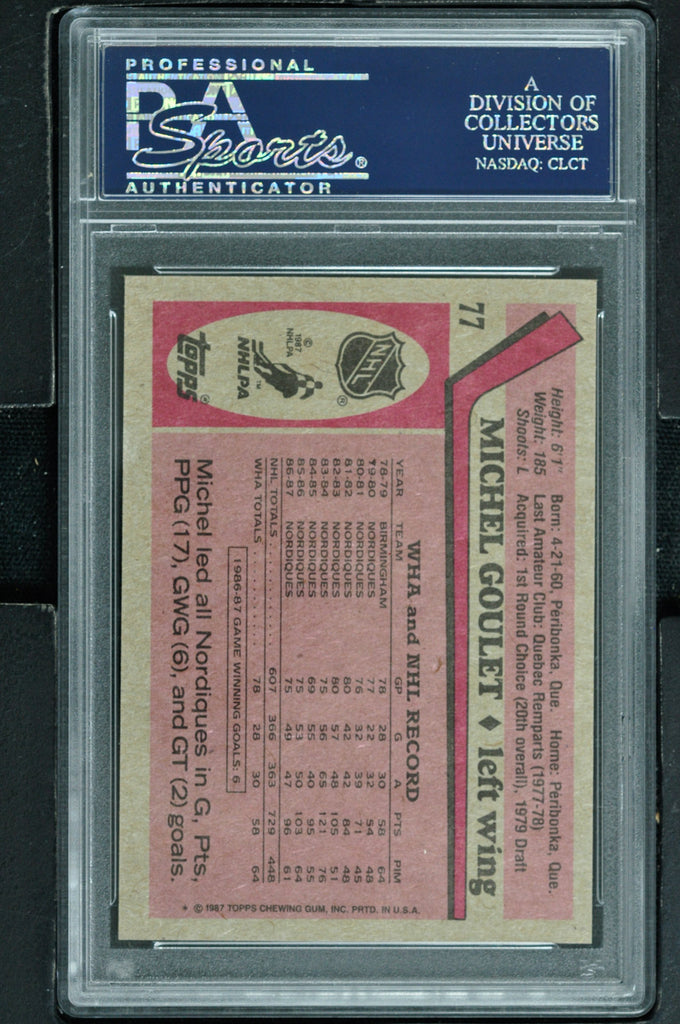 PROFESSIONAL
PSA
Sports®
AUTHENTICATOR
A
DIVISION OF
COLLECTORS
UNIVERSE
NASDAQ: CLCT
77
Height: 6'1" Born: 4-21-60, Peribonka, Que. Home: Peribonka, Que.
Weight: 185 Last Amateur Club: Quebec Remparts (1977-78)
Shoots: L Acquired: 1st Round Choice (20th overall), 1979 Draft
MICHEL GOULET ♦ left wing
NHL ®
© 1987 NHLPA
NHLPA ™
TOPPS®
WHA and NHL RECORD
YEAR TEAM GP G A PTS PIM
78-79 BIRMINGHAM 78 28 30 58 64
79-80 NORDIQUES 77 22 32 54 48
80-81 NORDIQUES 76 32 39 71 45
81-82 NORDIQUES 80 42 42 84 48
82-83 NORDIQUES 80 57 48 105 51
83-84 NORDIQUES 75 56 65 121 76
84-85 NORDIQUES 69 55 40 95 55
85-86 NORDIQUES 75 53 50 103 64
86-87 NORDIQUES 75 49 47 96 61
NHL TOTALS . . . . . . . . . . 607 366 363 729 448
WHA TOTALS . . . . . . . . . . 78 28 30 58 64
1986-87 GAME WINNING GOALS: 6
Michel led all Nordiques in G, Pts,
PPG (17), GWG (6), and GT (2) goals.
* © 1987 TOPPS CHEWING GUM, INC. PRTD. IN U.S.A.